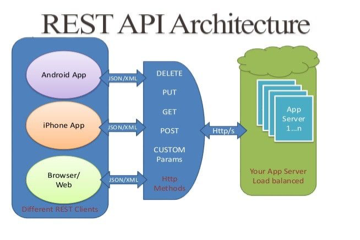 REST API Architecture
Android App
iPhone App
Browser/
Web
Different REST Clients
JSON/XML
JSON/XML
JSON/XML
DELETE
PUT
GET
POST
CUSTOM
Params
Http
Methods
Http/s
App
Server
1...n
Your App Server
Load balanced